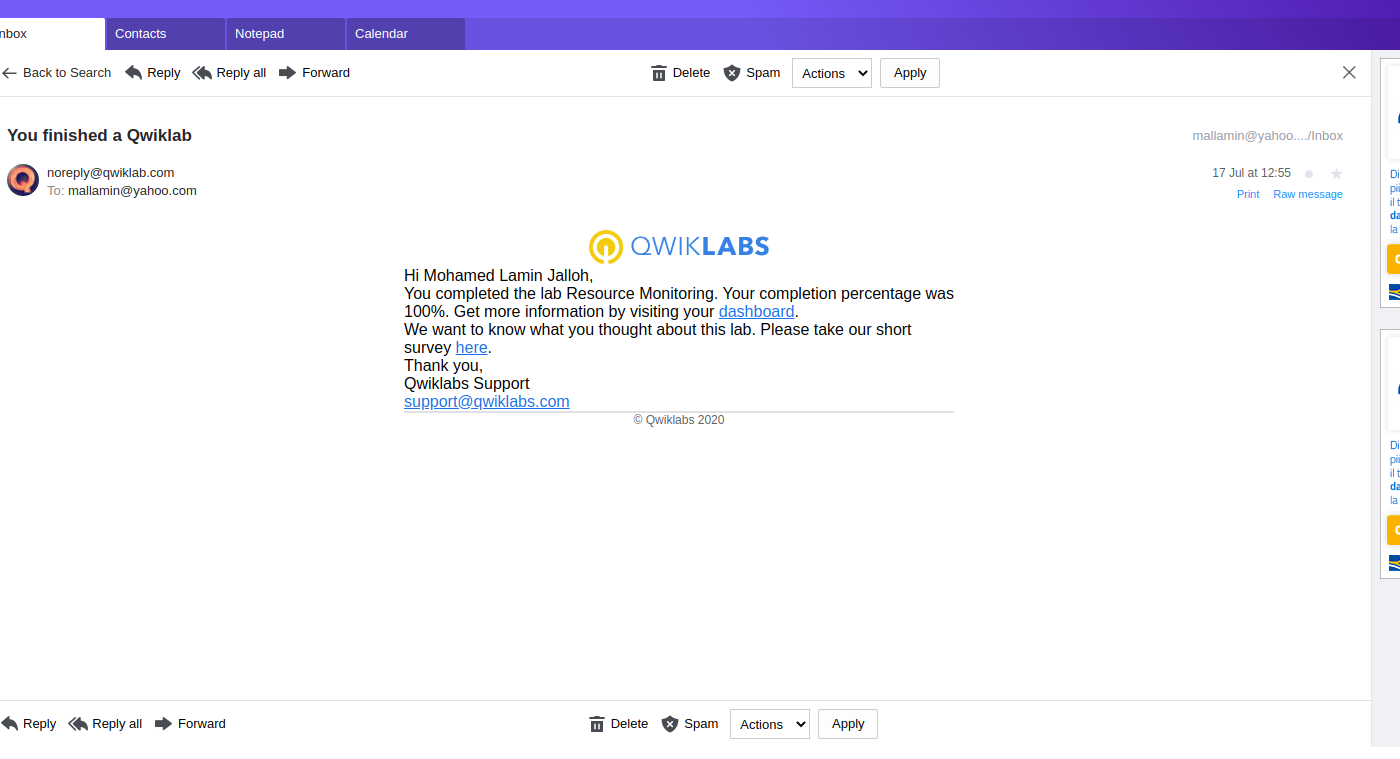 nbox
Contacts
Notepad
Calendar
Back to Search Reply Reply all Forward Delete Spam Actions Apply
You finished a Qwiklab mallamin@yahoo..../Inbox
noreply@qwiklab.com 17 Jul at 12:55
To: mallamin@yahoo.com
Print Raw message
QWIKLABS
Hi Mohamed Lamin Jalloh,
You completed the lab Resource Monitoring. Your completion percentage was
100%. Get more information by visiting your dashboard.
We want to know what you thought about this lab. Please take our short
survey here.
Thank you,
Qwiklabs Support
support@qwiklabs.com
© Qwiklabs 2020
Reply Reply all Forward Delete Spam Actions Apply
Di
pi
il t
da
la
Di
pi
il t
da
la